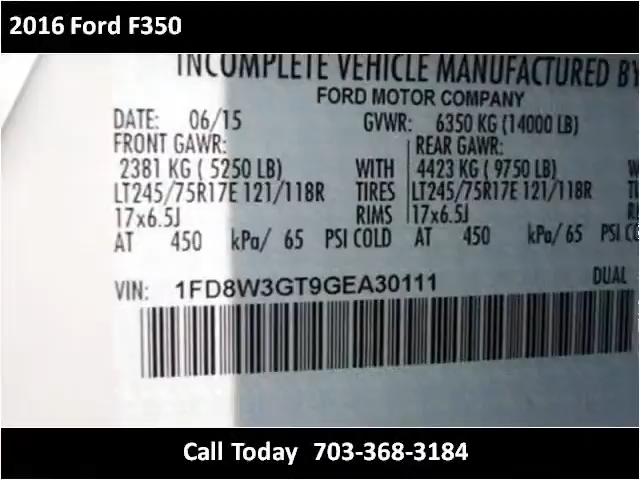 2016 Ford F350
INCOMPLETE VEHICLE MANUFACTURED BY
FORD MOTOR COMPANY
DATE: 06/15 GVWR: 6350 KG (14000 LB)
FRONT GAWR: REAR GAWR:
2381 KG ( 5250 LB) WITH 4423 KG ( 9750 LB) W
LT245/75R17E 121/118R TIRES LT245/75R17E 121/118R TI
17x6.5J RIMS 17x6.5J RI
AT 450 kPa/ 65 PSI COLD AT 450 kPa/ 65 PSI C
DUAL
VIN: 1FD8W3GT9GEA30111
Call Today 703-368-3184